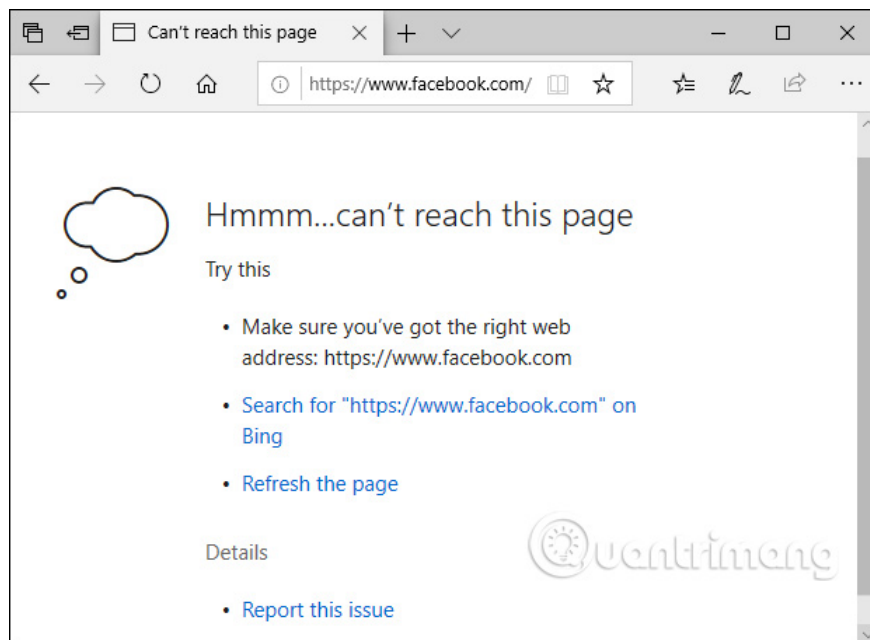 Can't reach this page
https://www.facebook.com/
Hmmm...can't reach this page
Try this
• Make sure you've got the right web
address: https://www.facebook.com
• Search for "https://www.facebook.com" on
Bing
• Refresh the page
Details
• Report this issue
Quantrimang